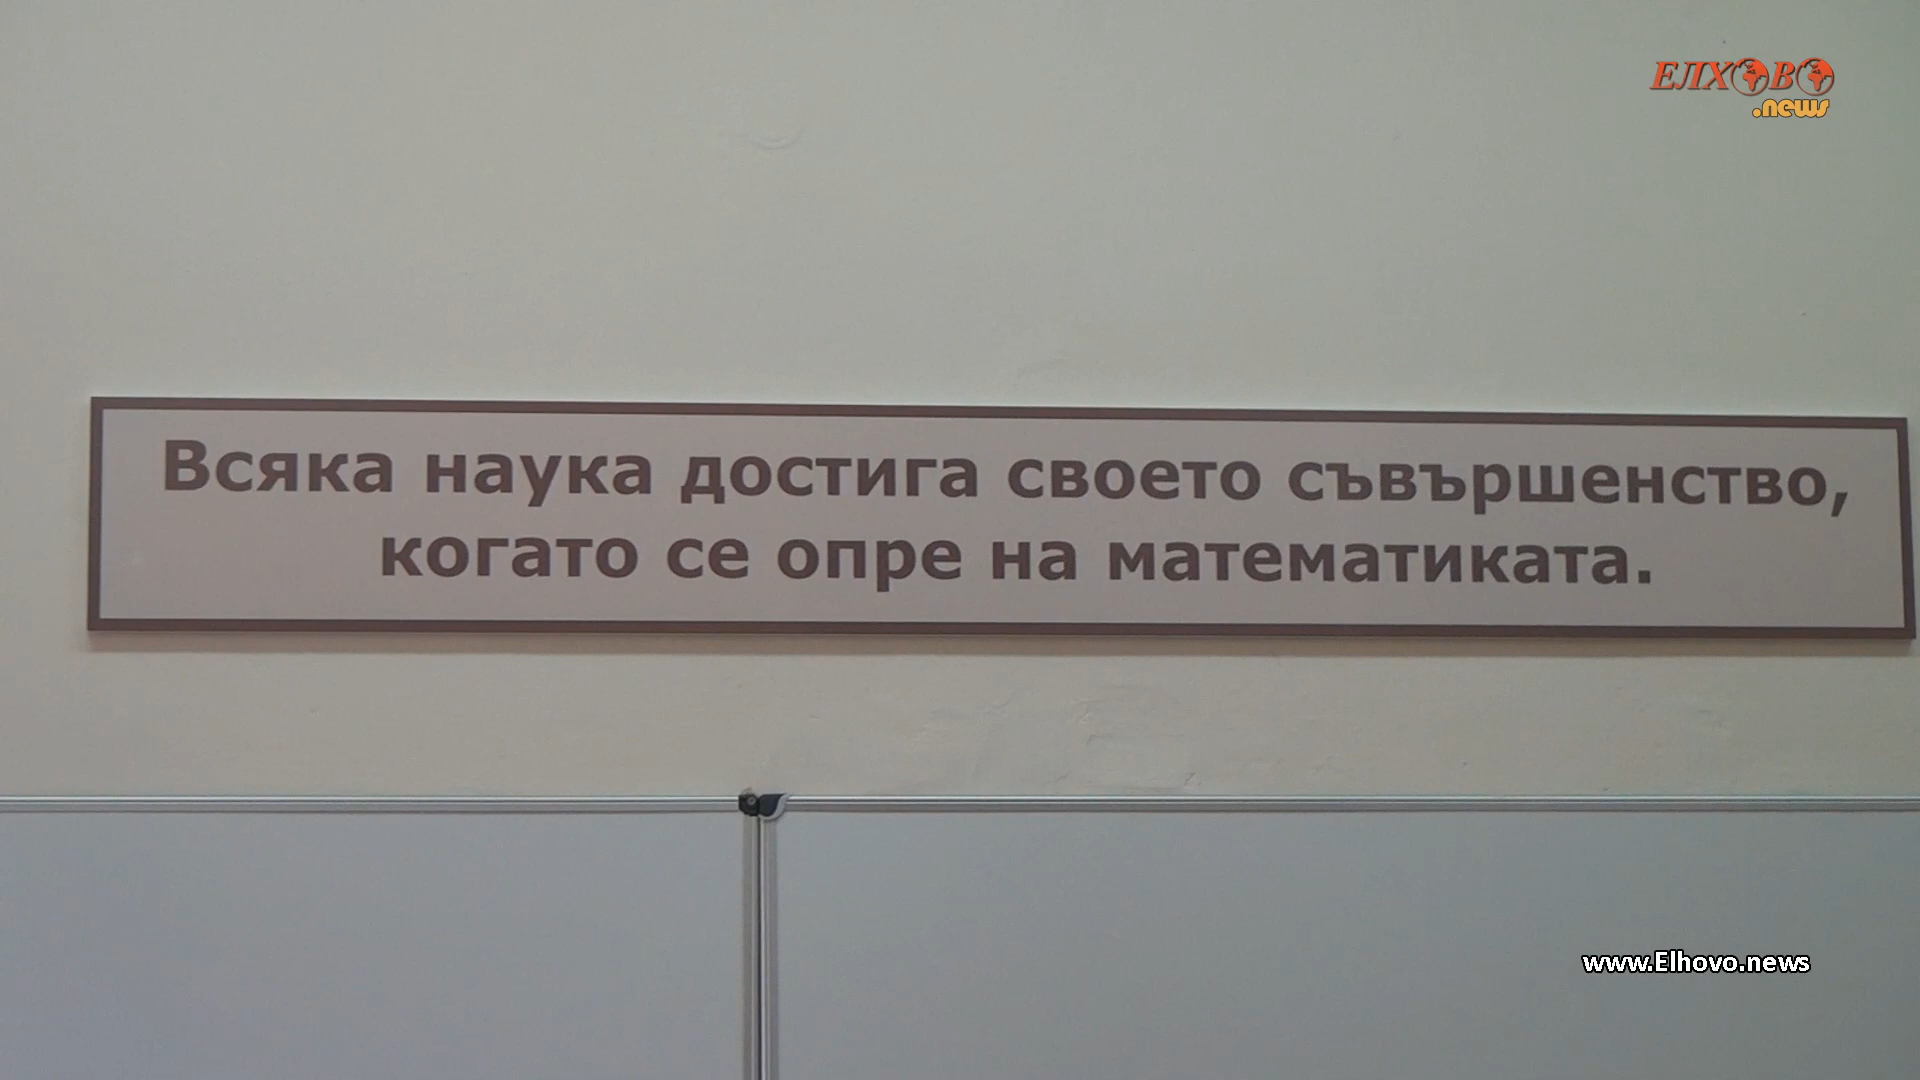 ЕЛХОВО
.news
Всяка наука достига своето съвършенство,
когато се опре на математиката.
www.Elhovo.news